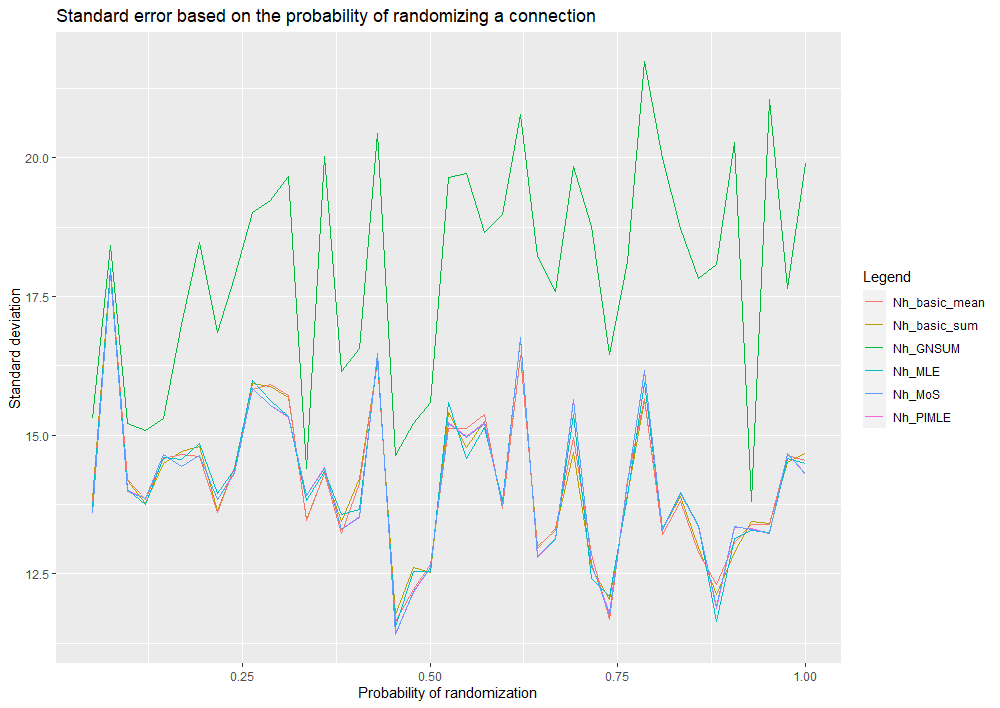 Standard error based on the probability of randomizing a connection
Standard deviation
20.0
17.5
15.0
12.5
0.25
0.50
0.75
1.00
Probability of randomization
Legend
Nh_basic_mean
Nh_basic_sum
Nh_GNSUM
Nh_MLE
Nh_MoS
Nh_PIMLE